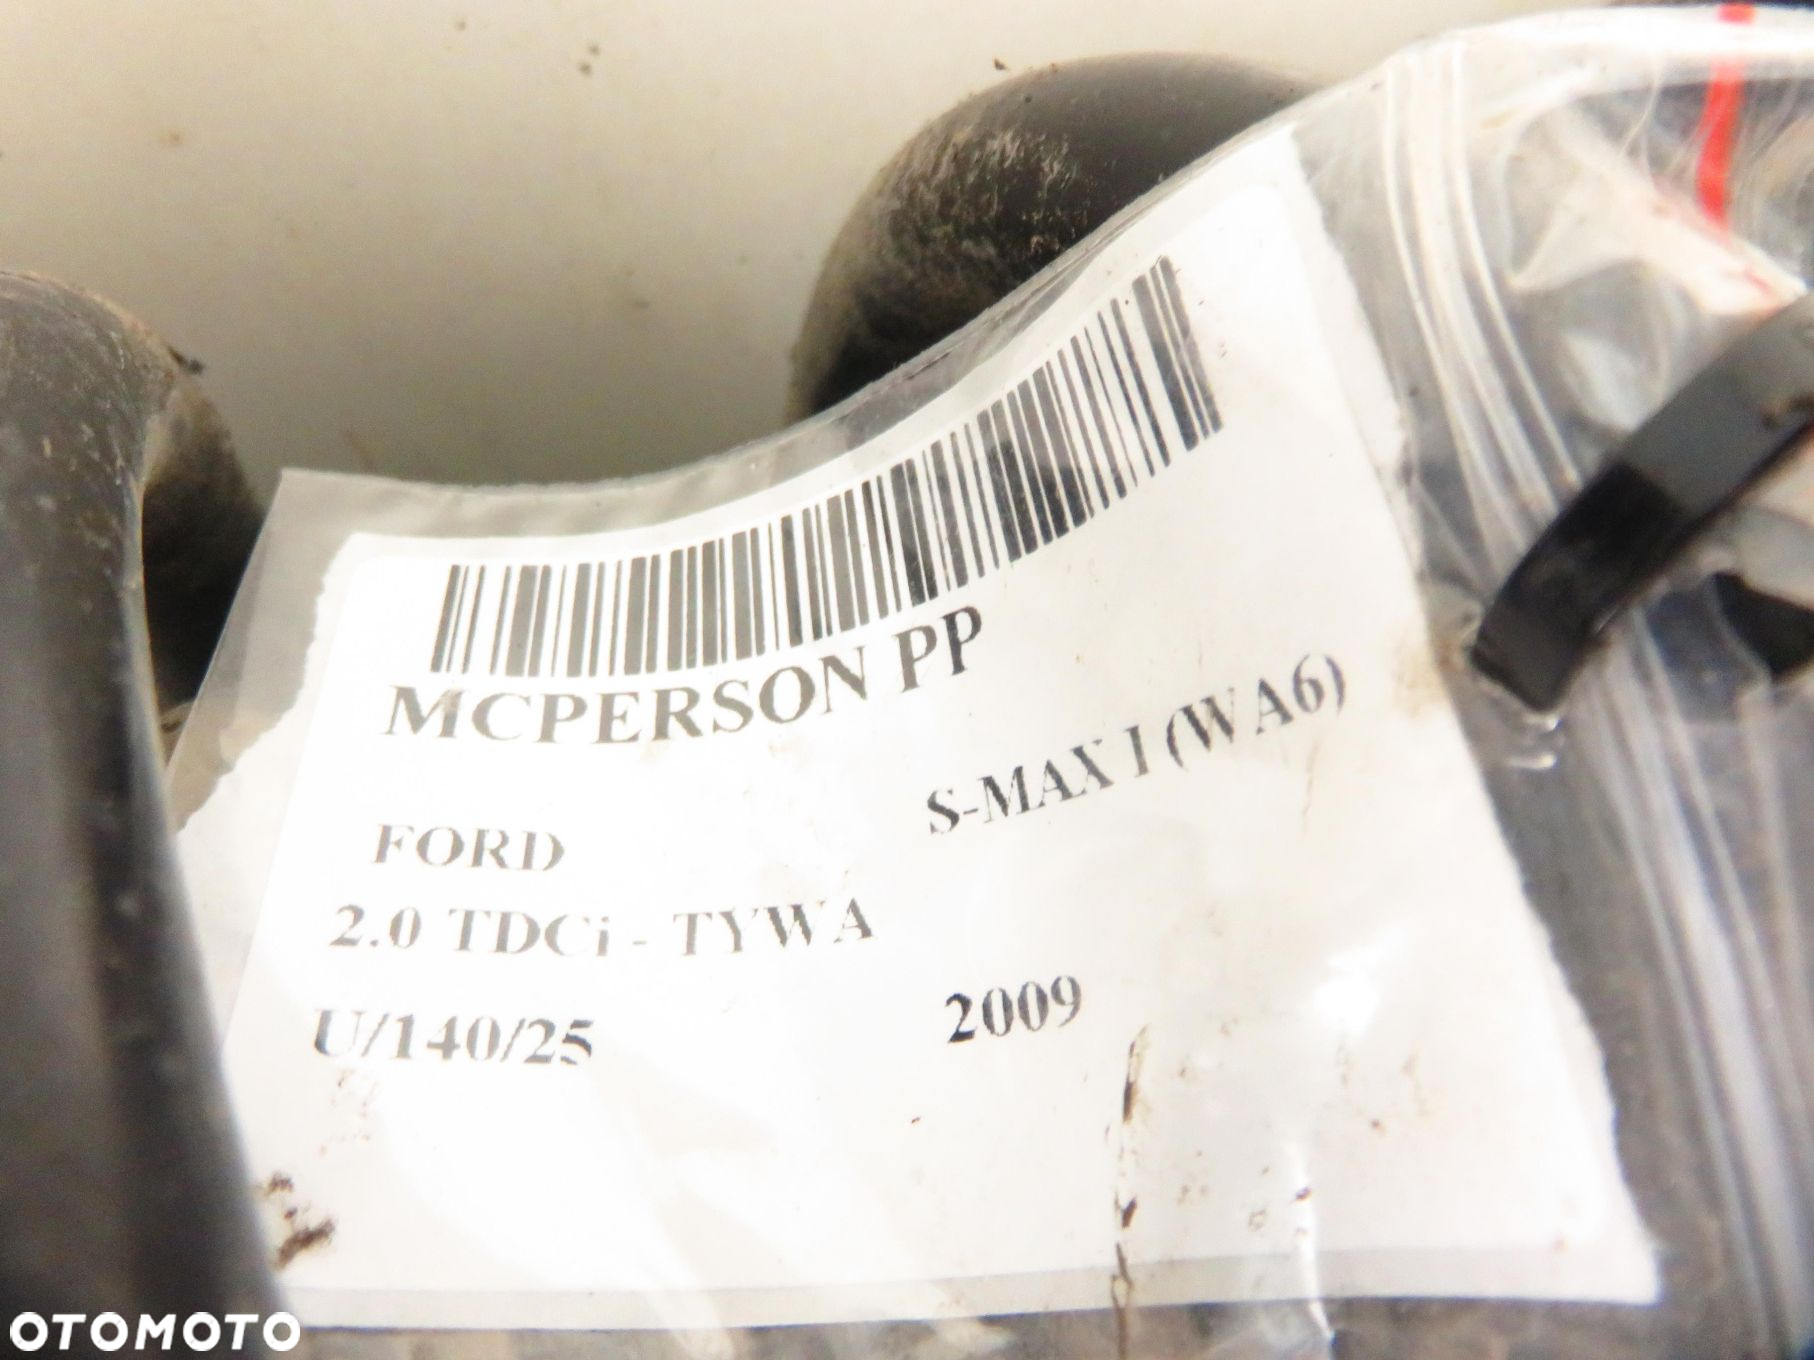 MCPERSON PP
FORD S-MAX I (WA6)
2.0 TDCi - TYWA
U/140/25 2009
OTOMOTO